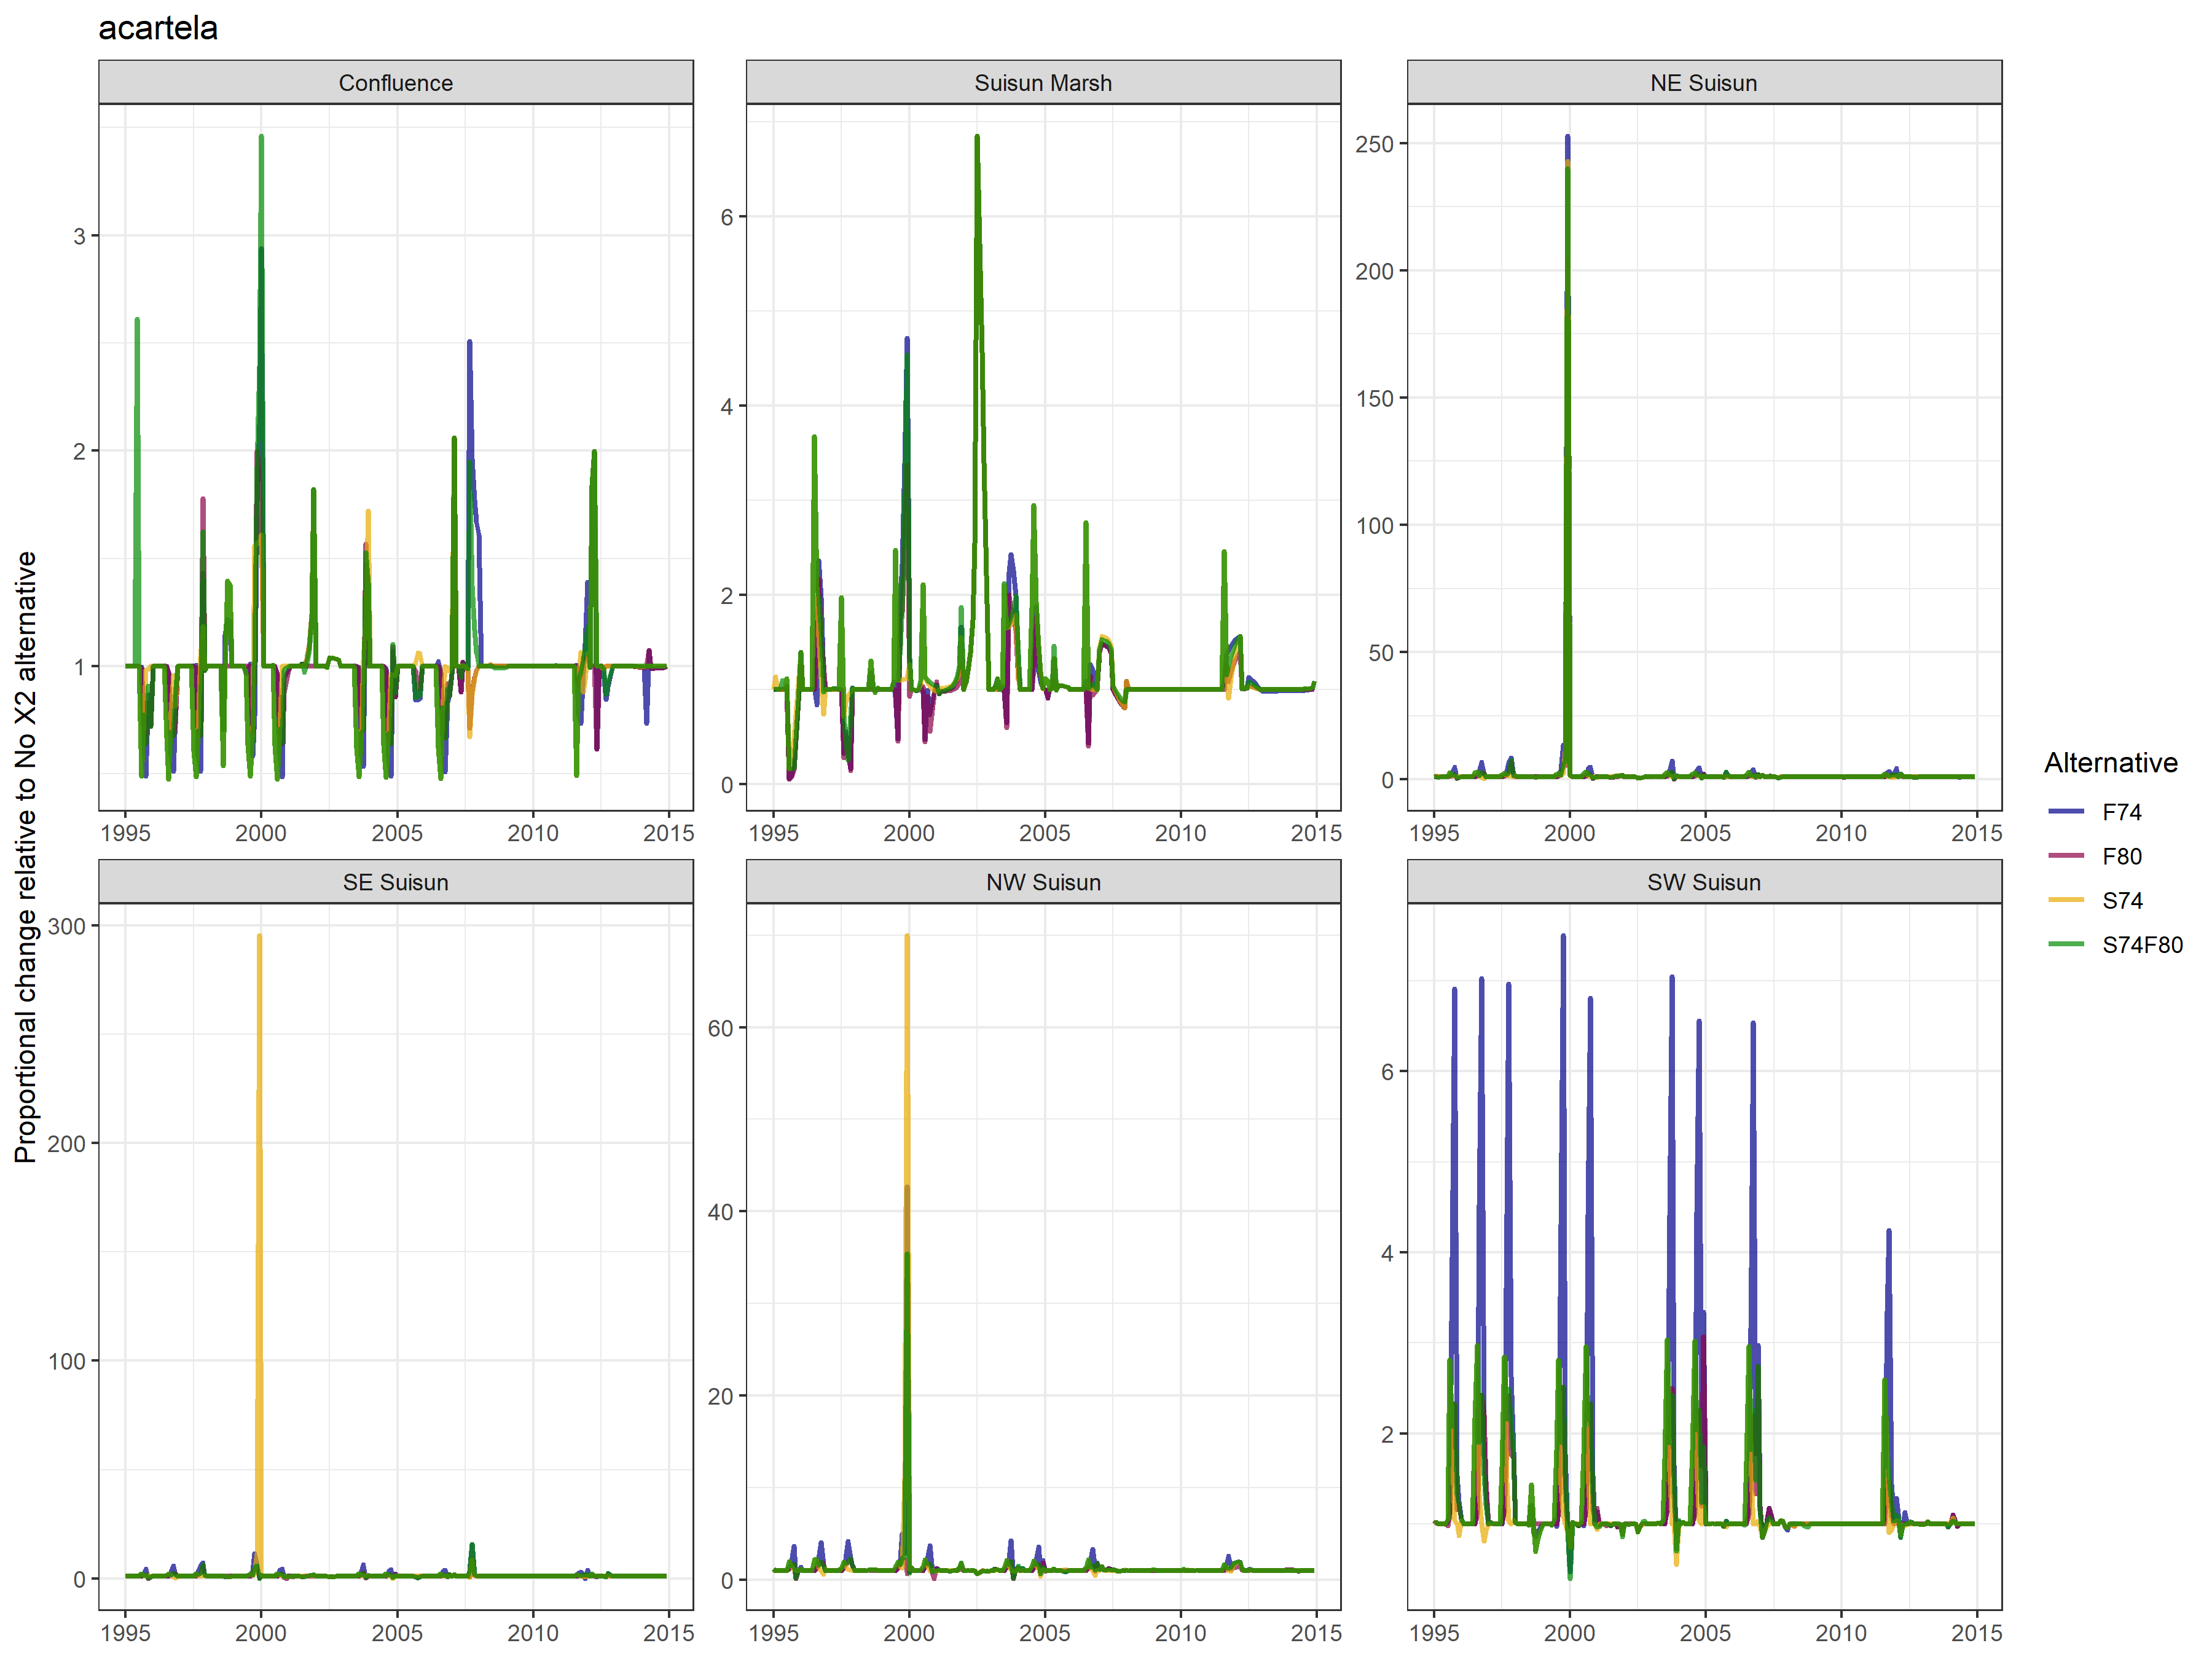 acartela
Confluence
Suisun Marsh
NE Suisun
Proportional change relative to No X2 alternative
3
2
1
6
4
2
0
250
200
150
100
50
0
1995 2000 2005 2010 2015
1995 2000 2005 2010 2015
1995 2000 2005 2010 2015
SE Suisun
NW Suisun
SW Suisun
300
200
100
0
60
40
20
0
6
4
2
1995 2000 2005 2010 2015
1995 2000 2005 2010 2015
1995 2000 2005 2010 2015
Alternative
F74
F80
S74
S74F80